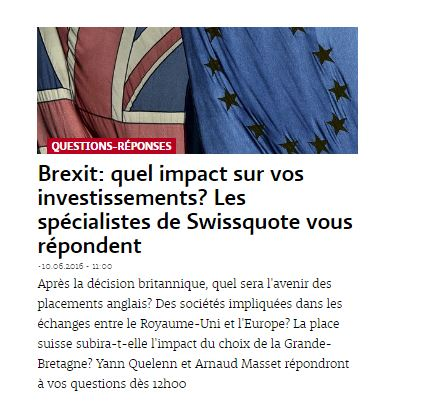 QUESTIONS-RÉPONSES
Brexit: quel impact sur vos
investissements? Les
spécialistes de Swissquote vous
répondent
-10.06.2016 - 11:00
Après la décision britannique, quel sera l'avenir des
placements anglais? Des sociétés impliquées dans les
échanges entre le Royaume-Uni et l'Europe? La place
suisse subira-t-elle l'impact du choix de la Grande-
Bretagne? Yann Quelenn et Arnaud Masset répondront
à vos questions dès 12h00